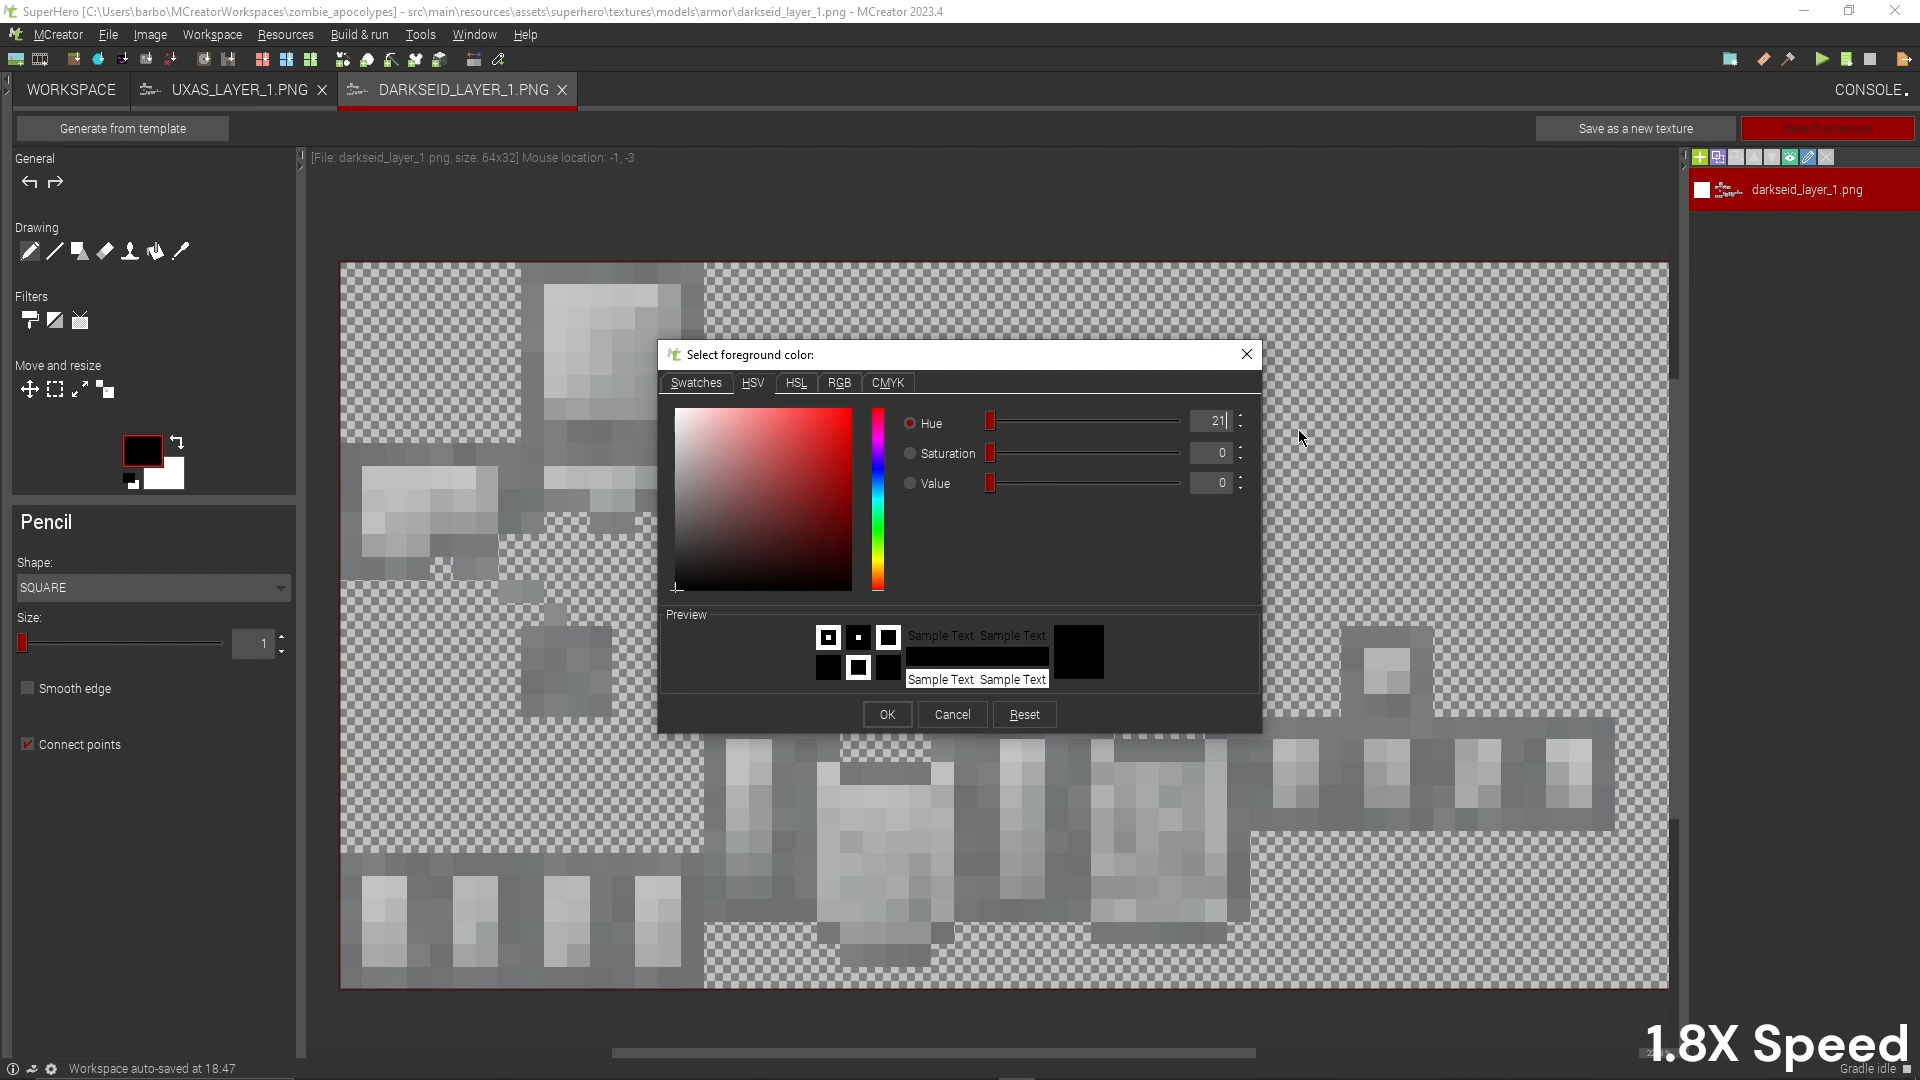 SuperHero [C:\Users\barbo\MCreatorWorkspaces\zombie_apocolypes] - src\main\resources\assets\superhero\textures\models\armor\darkseid_layer_1.png - MCreator 2023.4
MCreator File Image Workspace Resources Build & run Tools Window Help
WORKSPACE UXAS_LAYER_1.PNG DARKSEID_LAYER_1.PNG CONSOLE
Generate from template Save as a new texture
General
[File: darkseid_layer_1.png, size: 64x32] Mouse location: -1, -3
darkseid_layer_1.png
Drawing
Filters
Move and resize
Select foreground color:
Swatches HSV HSL RGB CMYK
Hue 21
Saturation 0
Value 0
Pencil
Shape:
SQUARE
Size:
1
Smooth edge
Connect points
Preview
Sample Text Sample Text
Sample Text Sample Text
OK Cancel Reset
1.8X Speed
Workspace auto-saved at 18:47
Gradle idle